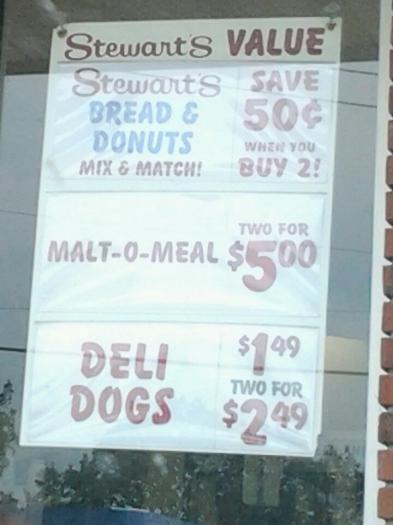 Stewart's VALUE
Stewart's
BREAD &
DONUTS
MIX & MATCH!
SAVE
50¢
WHEN YOU
BUY 2!
MALT-O-MEAL
TWO FOR
$5.00
DELI
DOGS
$1.49
TWO FOR
$2.49